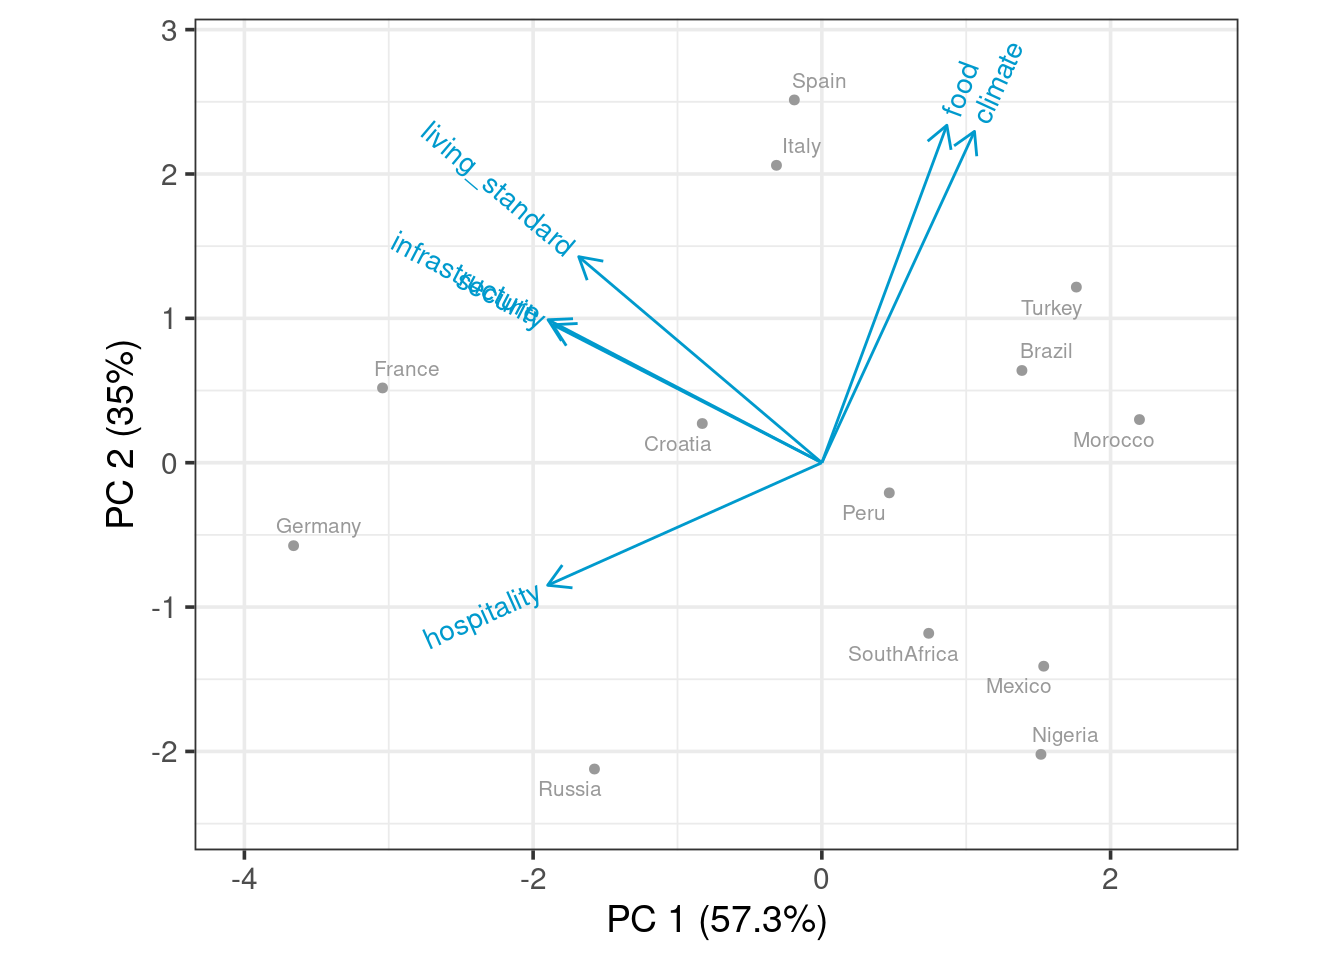 3
Spain
food
climate
living_standard
Italy
2
infrastructure
security
Turkey
1
Brazil
France
Morocco
Croatia
0
Peru
Germany
-1
hospitality
SouthAfrica
Mexico
Nigeria
-2
Russia
PC 2 (35%)
-4
-2
0
2
PC 1 (57.3%)